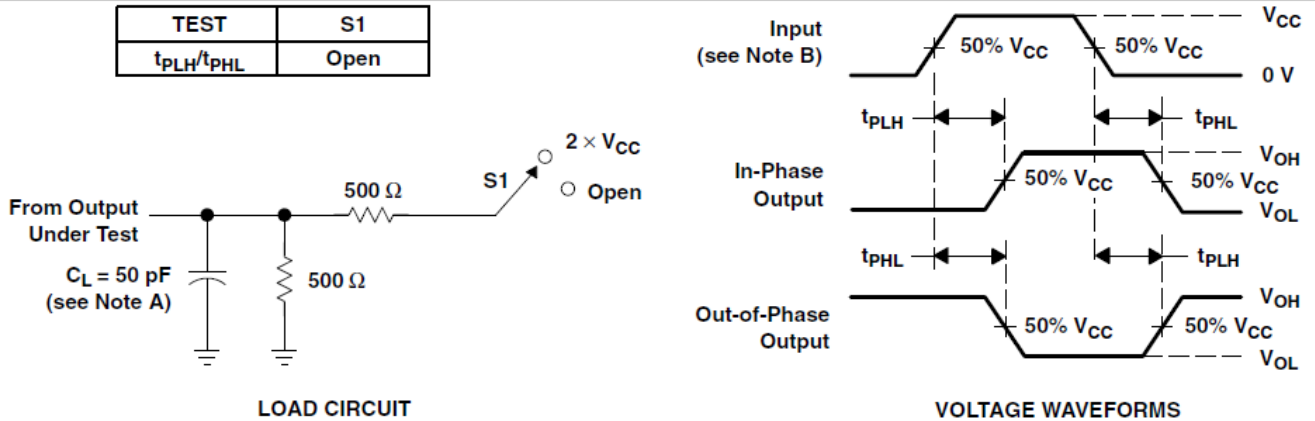 TEST S1
tPLH/tPHL Open
From Output
Under Test
CL = 50 pF
(see Note A)
500 Ω
500 Ω
S1
2 × VCC
Open
LOAD CIRCUIT
Input
(see Note B)
50% VCC
50% VCC
VCC
0 V
tPLH
tPHL
In-Phase
Output
50% VCC
50% VCC
VOH
VOL
tPHL
tPLH
Out-of-Phase
Output
50% VCC
50% VCC
VOH
VOL
VOLTAGE WAVEFORMS